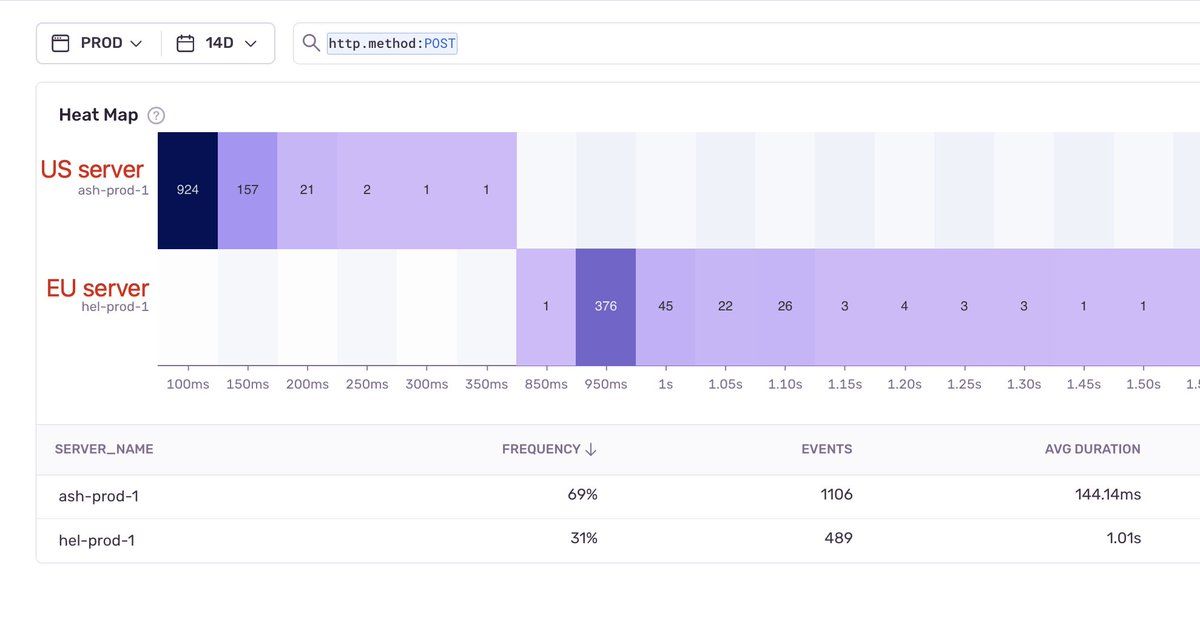 PROD 14D http.method:POST
Heat Map ?
US server
ash-prod-1
924 157 21 2 1 1
EU server
hel-prod-1
1 376 45 22 26 3 4 3 3 1 1
100ms 150ms 200ms 250ms 300ms 350ms 850ms 950ms 1s 1.05s 1.10s 1.15s 1.20s 1.25s 1.30s 1.45s 1.50s
SERVER_NAME FREQUENCY ↓ EVENTS AVG DURATION
ash-prod-1 69% 1106 144.14ms
hel-prod-1 31% 489 1.01s